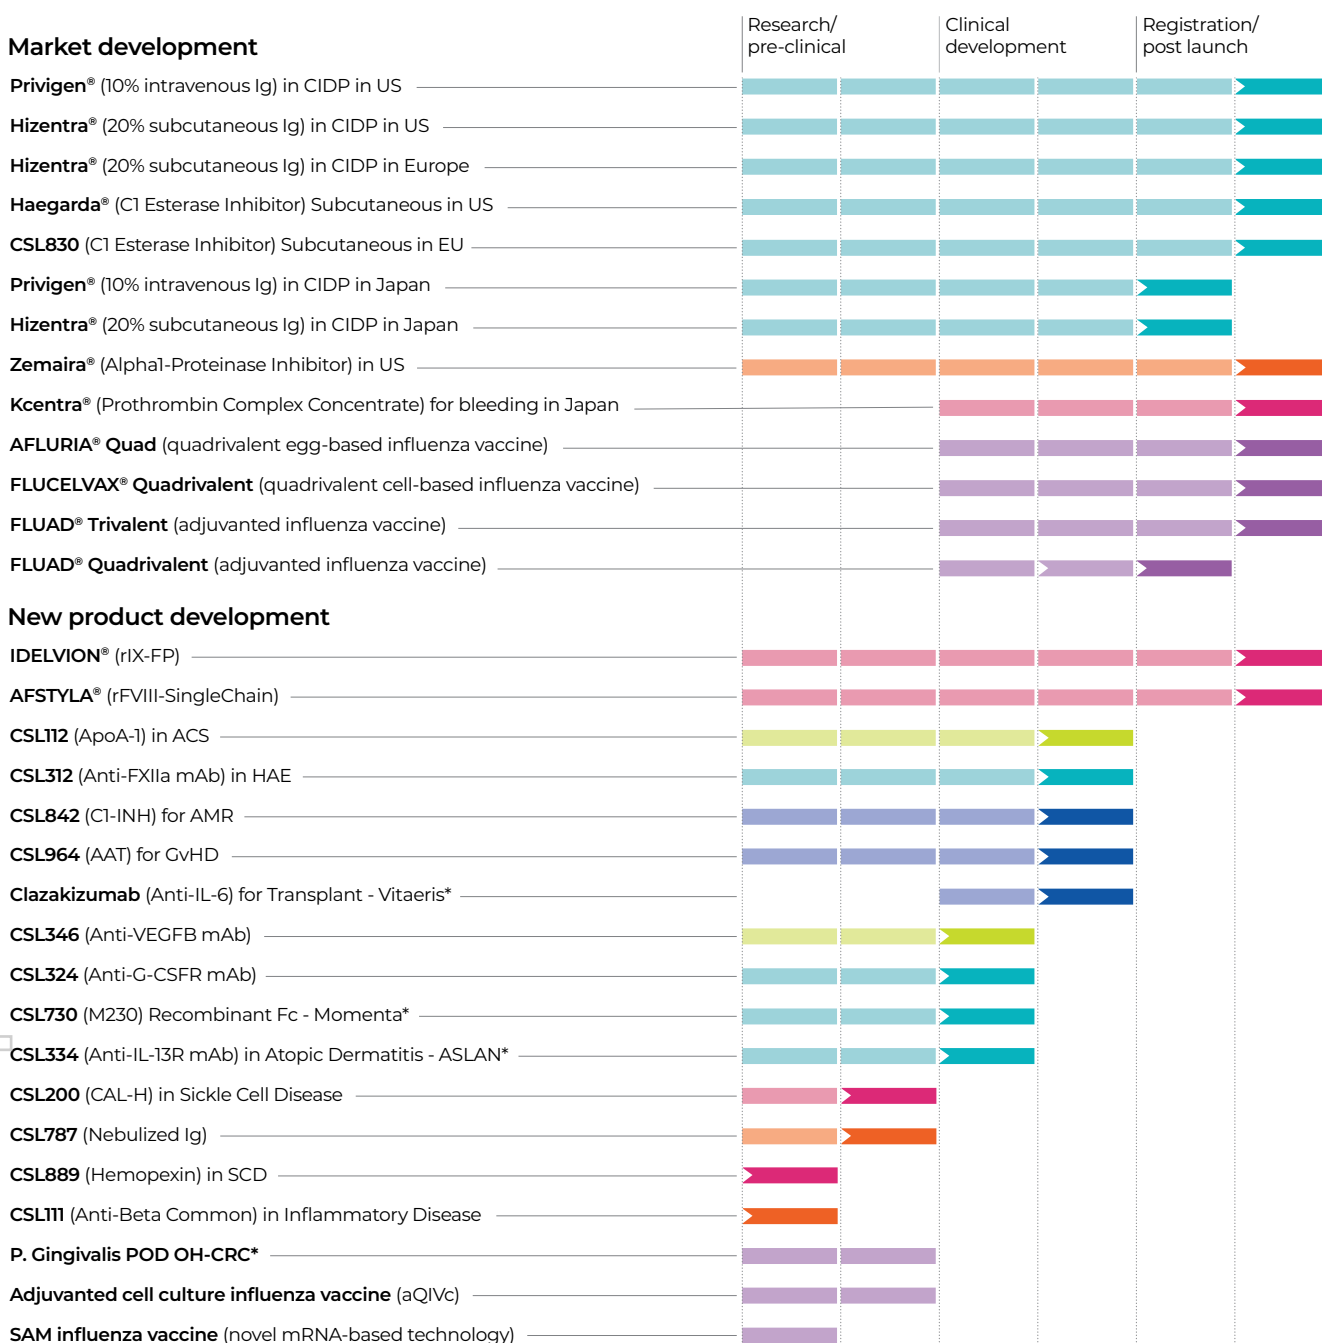 Research/
pre-clinical
Clinical
development
Registration/
post launch
Market development
Privigen® (10% intravenous Ig) in CIDP in US
Hizentra® (20% subcutaneous Ig) in CIDP in US
Hizentra® (20% subcutaneous Ig) in CIDP in Europe
Haegarda® (C1 Esterase Inhibitor) Subcutaneous in US
CSL830 (C1 Esterase Inhibitor) Subcutaneous in EU
Privigen® (10% intravenous Ig) in CIDP in Japan
Hizentra® (20% subcutaneous Ig) in CIDP in Japan
Zemaira® (Alpha1-Proteinase Inhibitor) in US
Kcentra® (Prothrombin Complex Concentrate) for bleeding in Japan
AFLURIA® Quad (quadrivalent egg-based influenza vaccine)
FLUCELVAX® Quadrivalent (quadrivalent cell-based influenza vaccine)
FLUAD® Trivalent (adjuvanted influenza vaccine)
FLUAD® Quadrivalent (adjuvanted influenza vaccine)
New product development
IDELVION® (rIX-FP)
AFSTYLA® (rFVIII-SingleChain)
CSL112 (ApoA-1) in ACS
CSL312 (Anti-FXIIa mAb) in HAE
CSL842 (C1-INH) for AMR
CSL964 (AAT) for GvHD
Clazakizumab (Anti-IL-6) for Transplant - Vitaeris*
CSL346 (Anti-VEGFB mAb)
CSL324 (Anti-G-CSFR mAb)
CSL730 (M230) Recombinant Fc - Momenta*
CSL334 (Anti-IL-13R mAb) in Atopic Dermatitis - ASLAN*
CSL200 (CAL-H) in Sickle Cell Disease
CSL787 (Nebulized Ig)
CSL889 (Hemopexin) in SCD
CSL111 (Anti-Beta Common) in Inflammatory Disease
P. Gingivalis POD OH-CRC*
Adjuvanted cell culture influenza vaccine (aQIVc)
SAM influenza vaccine (novel mRNA-based technology)